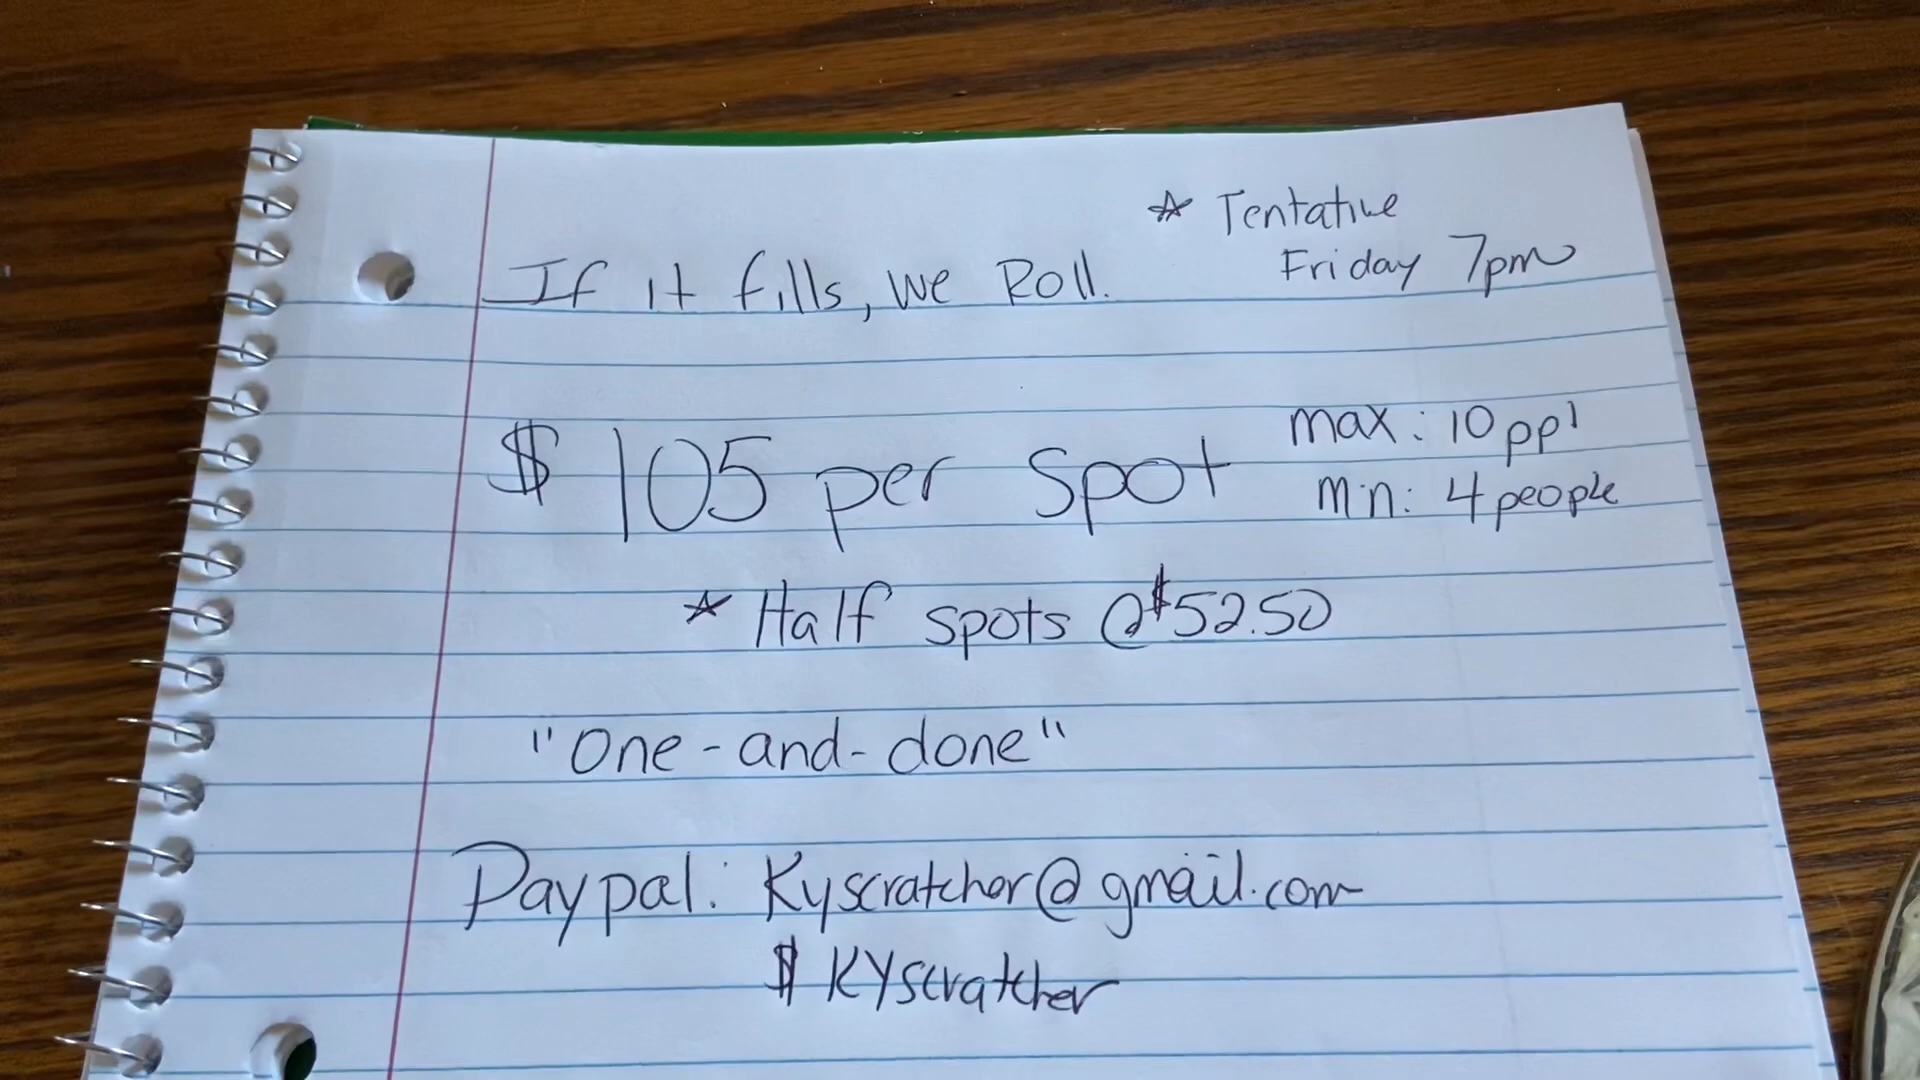 * Tentative
Friday 7pm
If it fills, we Roll.
$105 per Spot
max: 10 ppl
min: 4 people
* Half spots @ $52.50
"One-and-done"
Paypal: Kyscratcher@gmail.com
$KYscratcher